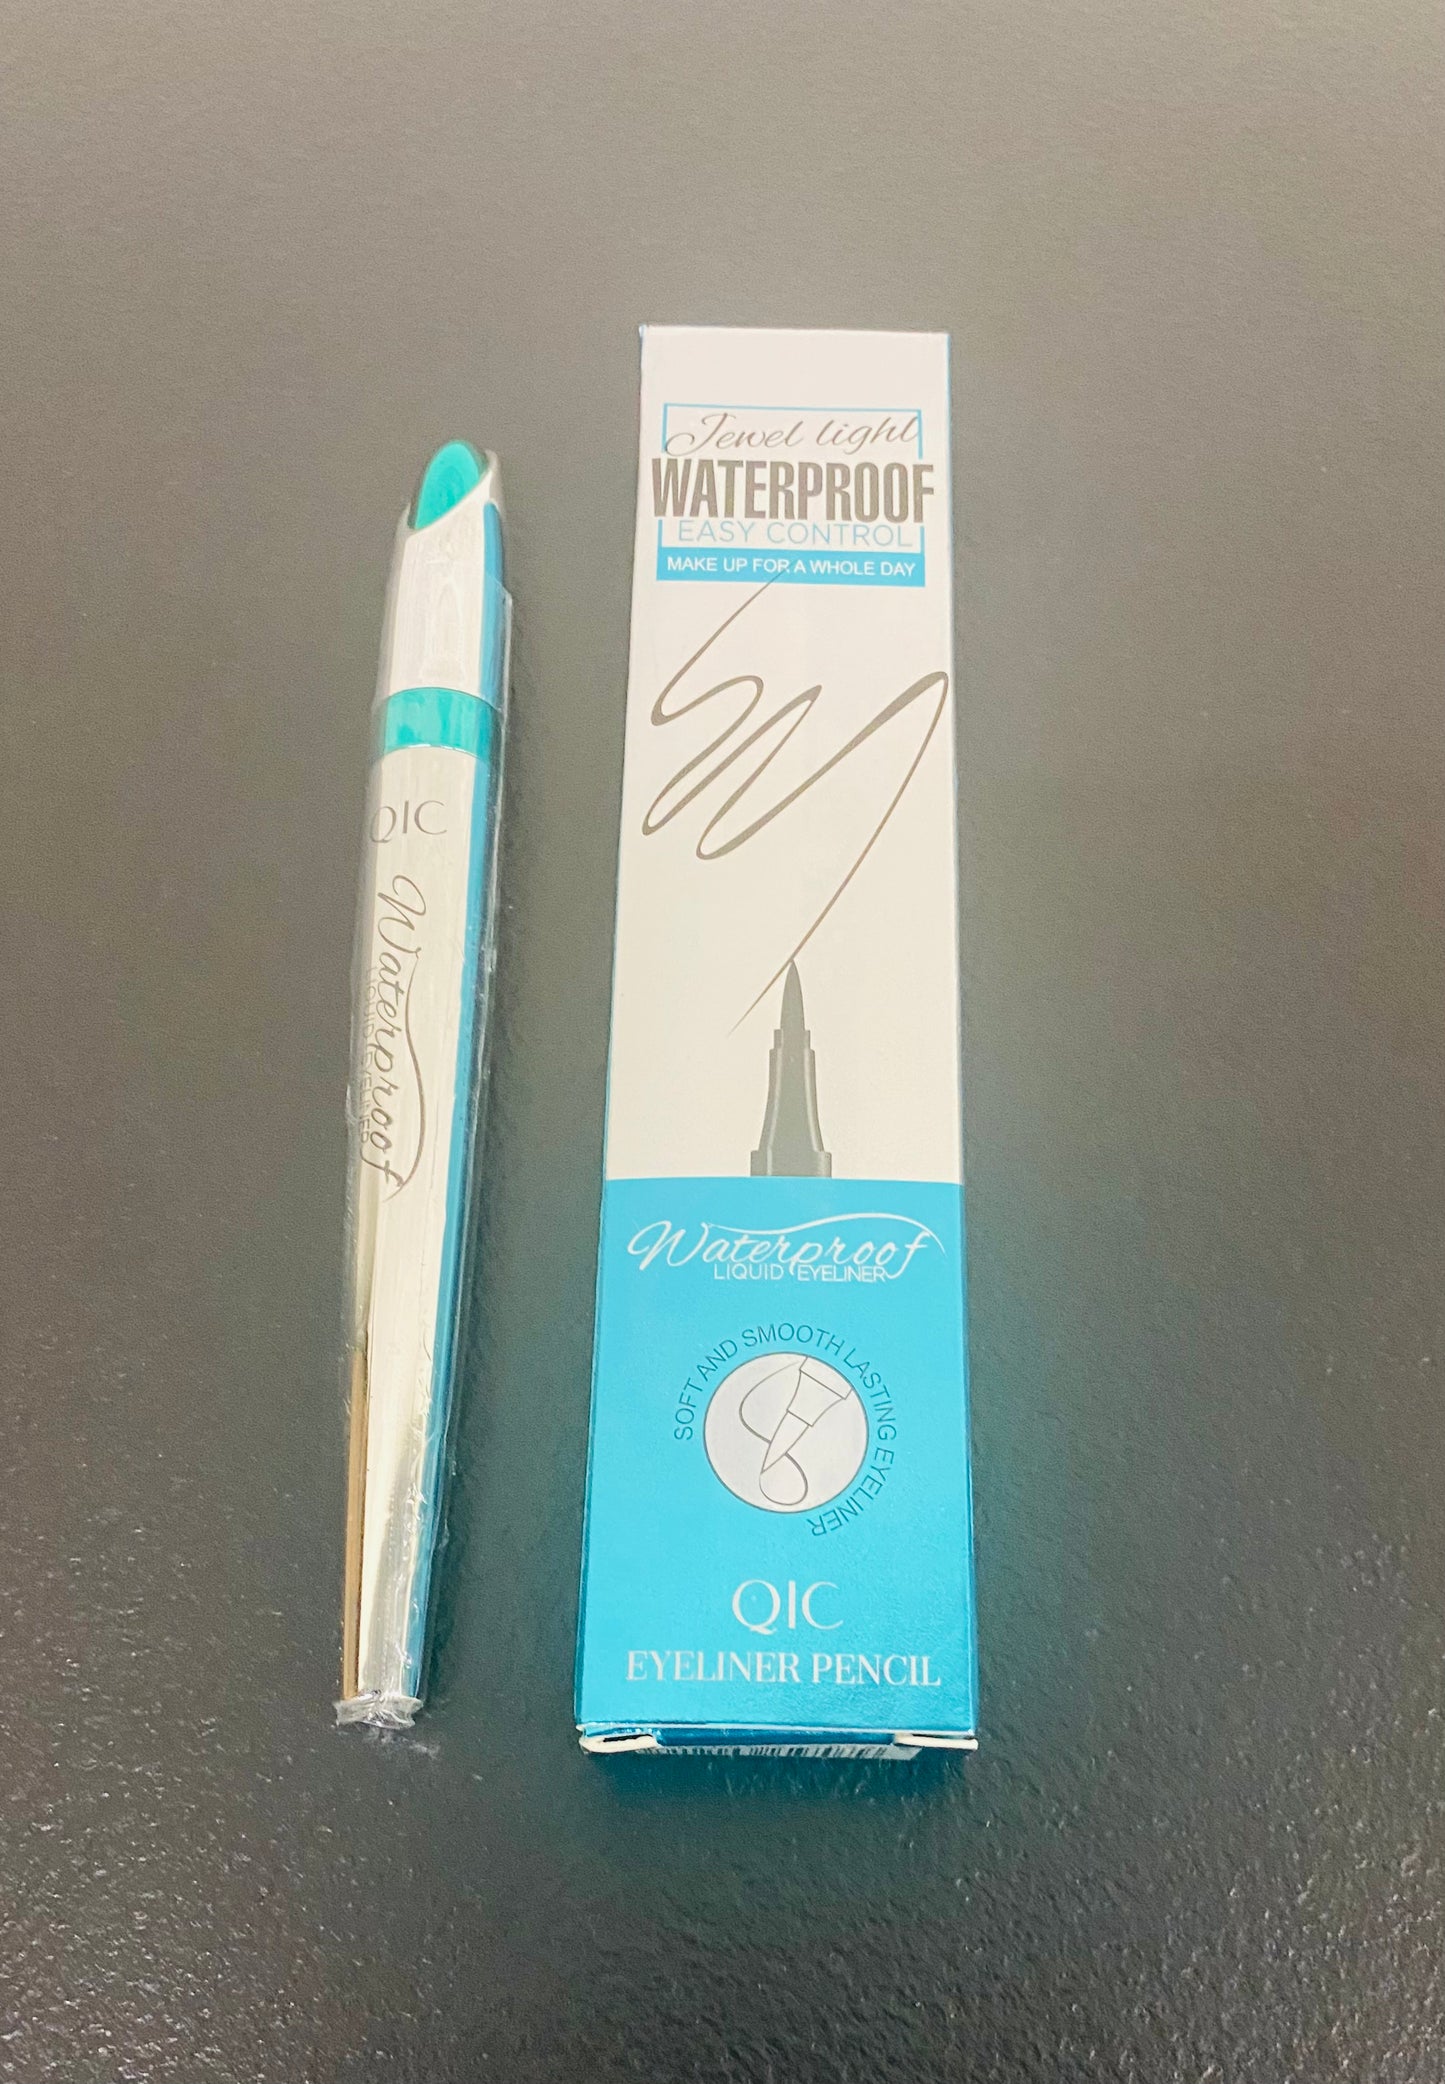 QIC
Waterproof
LIQUID EYELINER
Jewel light
WATERPROOF
EASY CONTROL
MAKE UP FOR A WHOLE DAY
Waterproof
LIQUID EYELINER
SOFT AND SMOOTH LASTING EYELINER
QIC
EYELINER PENCIL